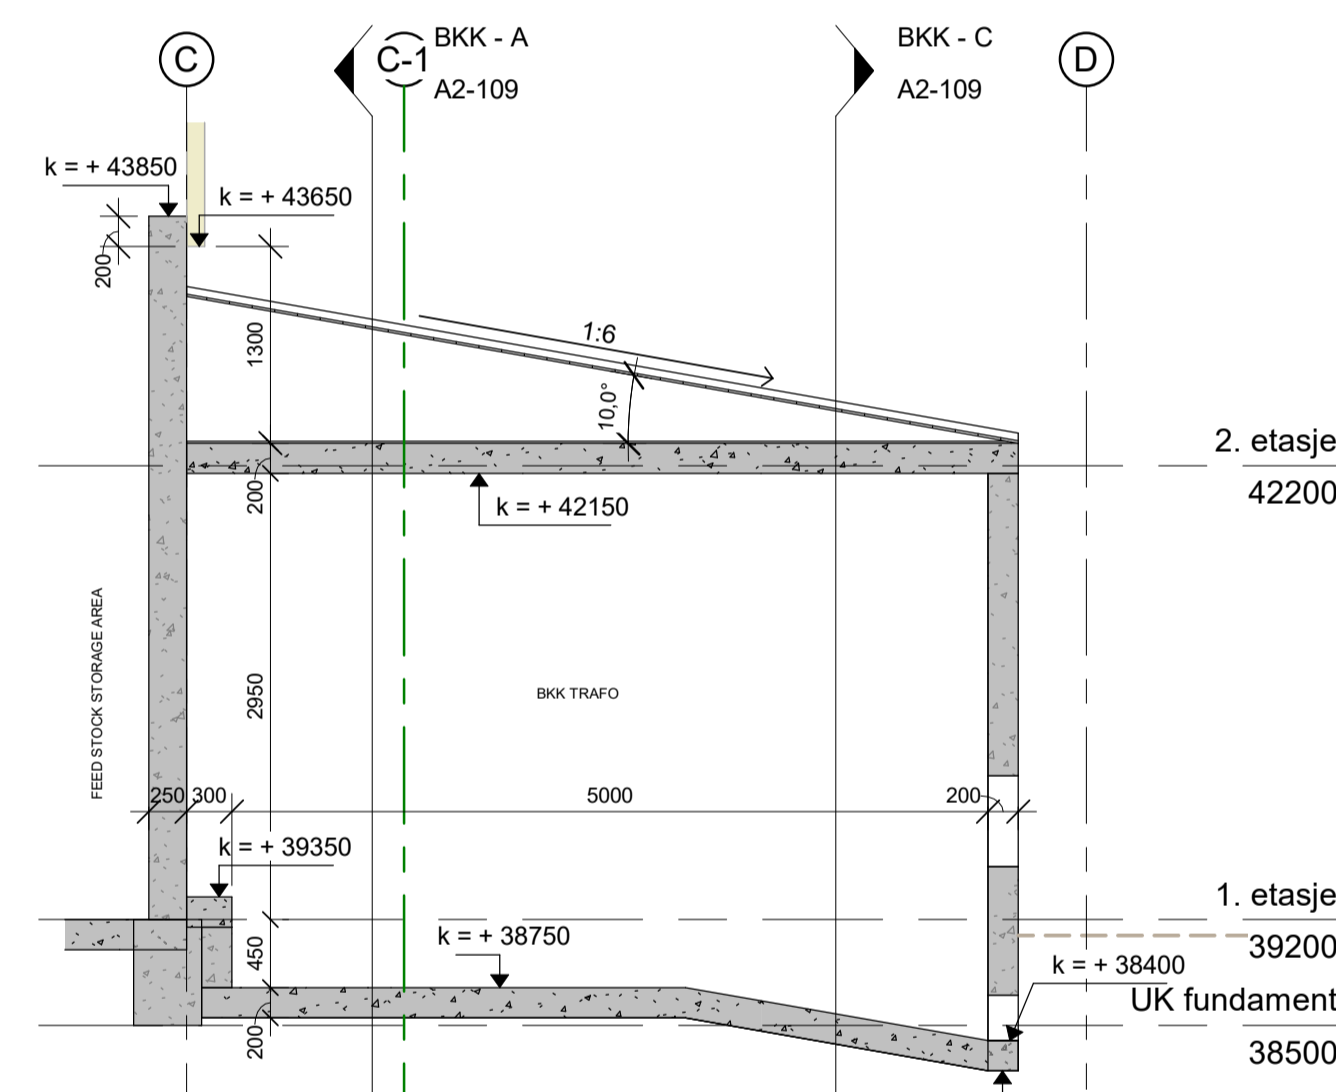 C
C-1
BKK - A
A2-109
BKK - C
A2-109
D
k = + 43850
k = + 43650
200
1300
1:6
10,0°
2. etasje
42200
200
k = + 42150
FEED STOCK STORAGE AREA
2950
BKK TRAFO
250 300 5000 200
k = + 39350
1. etasje
39200
k = + 38750
450
k = + 38400
UK fundament
38500
200